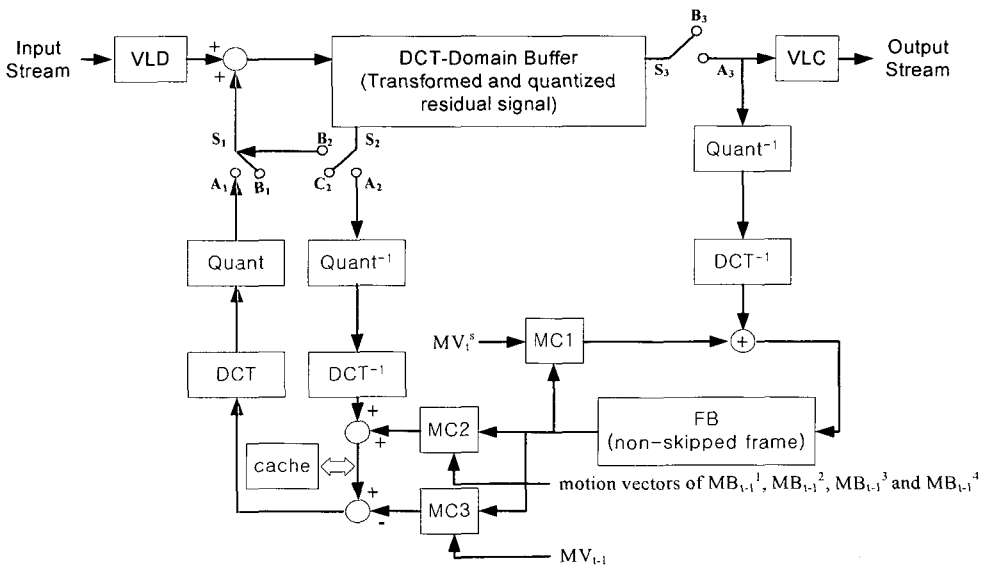 Input
Stream
VLD
+
+
DCT-Domain Buffer
(Transformed and quantized
residual signal)
B₃
S₃
A₃
VLC
Output
Stream
S₁
B₂
S₂
A₁
B₁
C₂
A₂
Quant⁻¹
Quant
Quant⁻¹
DCT⁻¹
MVₜˢ
MC1
+
DCT
DCT⁻¹
+
+
MC2
FB
(non-skipped frame)
cache
motion vectors of MBₜ₋₁¹, MBₜ₋₁², MBₜ₋₁³ and MBₜ₋₁⁴
+
-
MC3
MVₜ₋₁